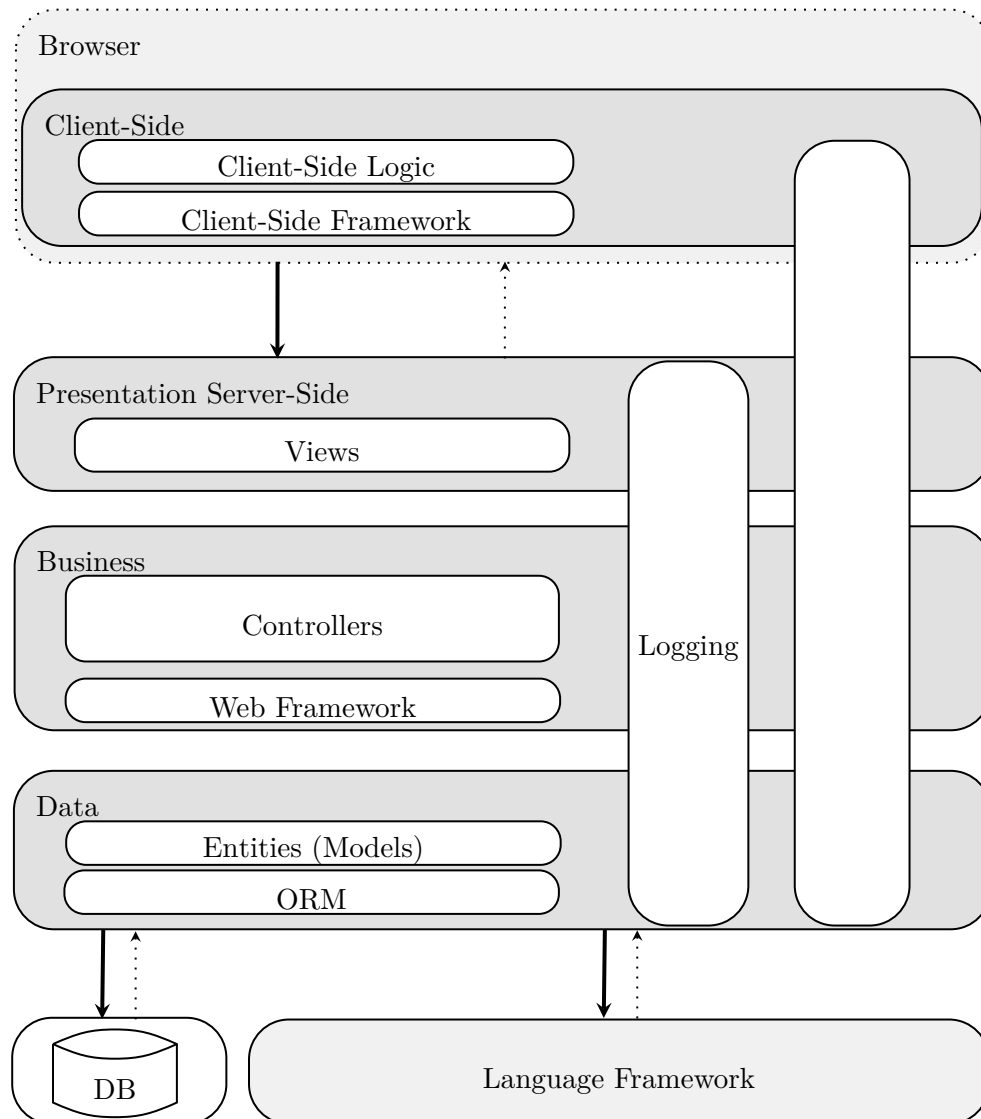 Browser
Client-Side
Client-Side Logic
Client-Side Framework
Presentation Server-Side
Views
Business
Controllers
Logging
Web Framework
Data
Entities (Models)
ORM
DB
Language Framework